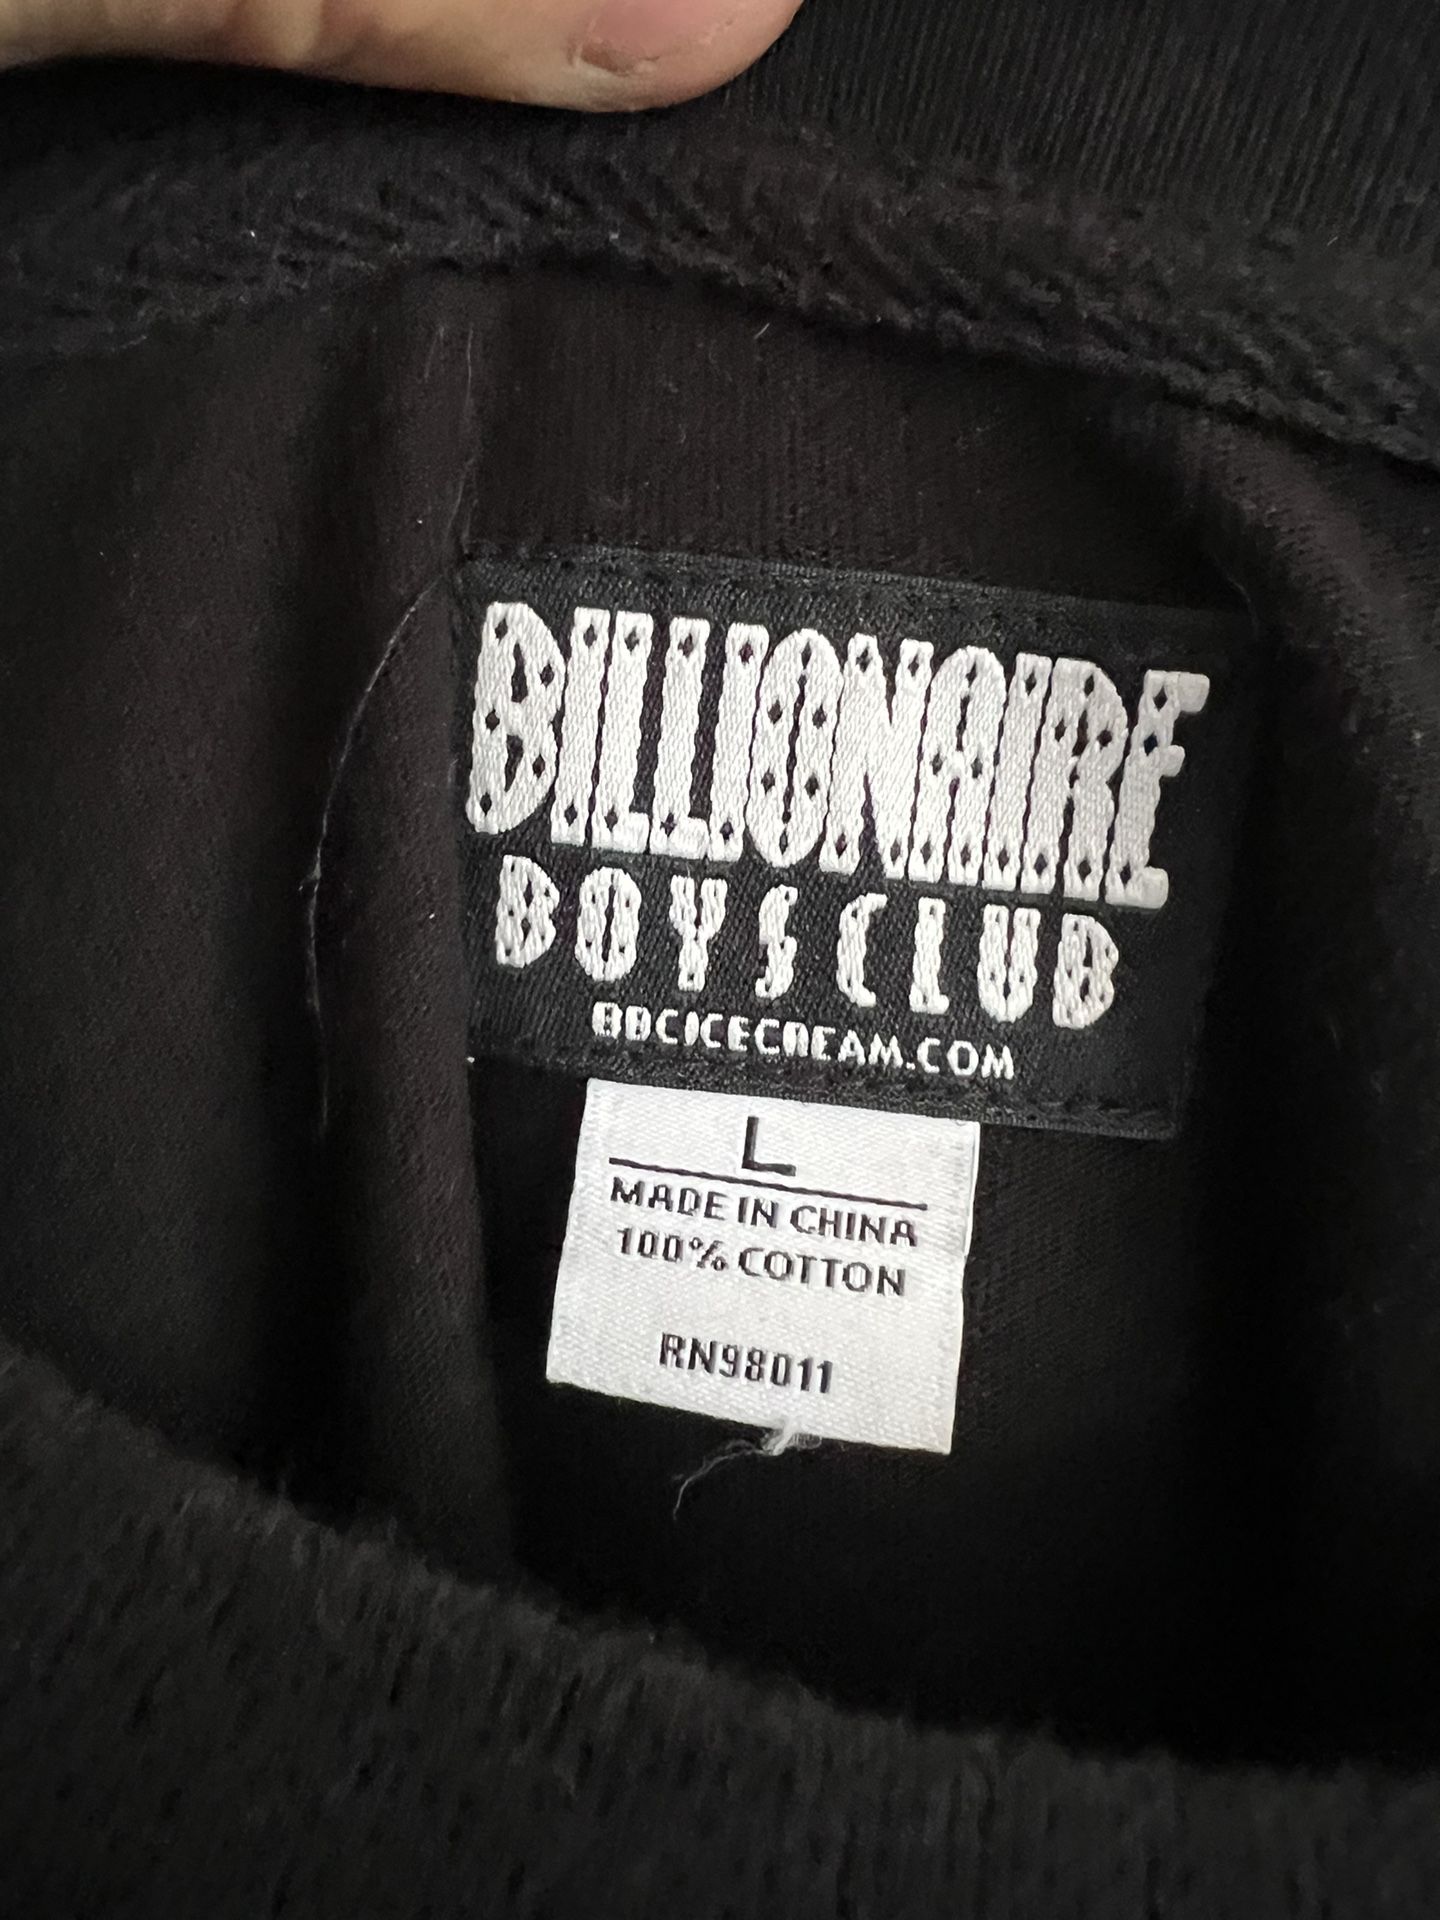 BILLIONAIRE
BOYS CLUB
BBCICECREAM.COM
L
MADE IN CHINA
100% COTTON
RN98011